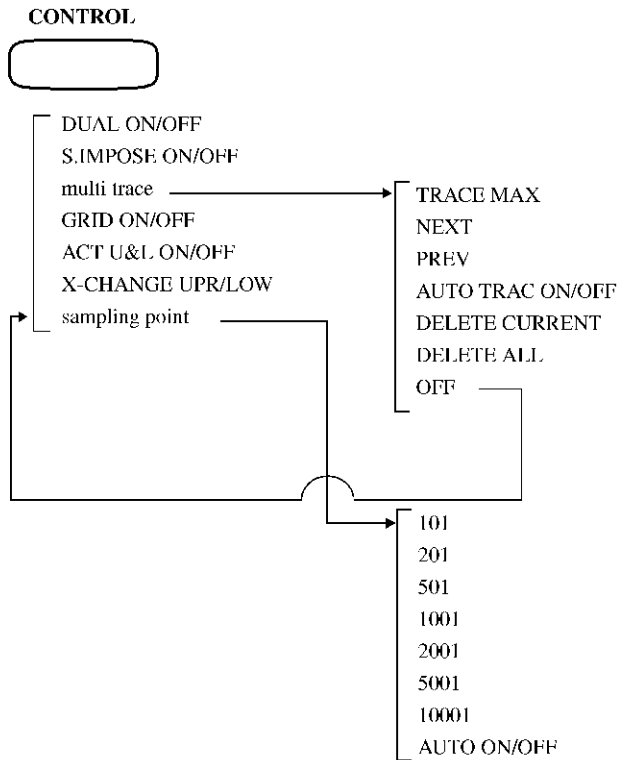 CONTROL
DUAL ON/OFF
S.IMPOSE ON/OFF
multi trace
GRID ON/OFF
ACT U&L ON/OFF
X-CHANGE UPR/LOW
sampling point
TRACE MAX
NEXT
PREV
AUTO TRAC ON/OFF
DELETE CURRENT
DELETE ALL
OFF
101
201
501
1001
2001
5001
10001
AUTO ON/OFF